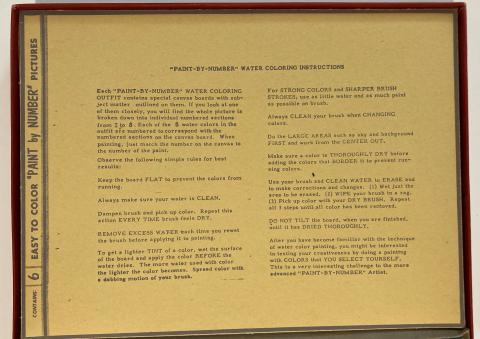 CONTAINS: 6 EASY TO COLOR "PAINT by NUMBER" PICTURES
"PAINT-BY-NUMBER" WATER COLORING INSTRUCTIONS
Each "PAINT-BY-NUMBER" WATER COLORING
OUTFIT contains special canvas boards with sub-
ject matter outlined on them. If you look at one
of them closely, you will find the whole picture is
broken down into individual numbered sections
from 1 to 8. Each of the 8 water colors in the
outfit are numbered to correspond with the
numbered sections on the canvas board. When
painting, just match the number on the canvas to
the number of the paint.
Observe the following simple rules for best
results:
Keep the board FLAT to prevent the colors from
running.
Always make sure your water is CLEAN.
Dampen brush and pick up color. Repeat this
action EVERY TIME brush feels DRY.
REMOVE EXCESS WATER each time you rewet
the brush before applying it to painting.
To get a lighter TINT of a color, wet the surface
of the board and apply the color BEFORE the
water dries. The more water used with color
the lighter the color becomes. Spread color with
a dabbing motion of your brush.
For STRONG COLORS and SHARPER BRUSH
STROKES, use as little water and as much paint
as possible on brush.
Always CLEAN your brush when CHANGING
colors.
Do the LARGE AREAS such as sky and background
FIRST and work from the CENTER OUT.
Make sure a color is THOROUGHLY DRY before
adding the colors that BORDER it to prevent run-
ning colors.
Use your brush and CLEAN WATER to ERASE and
to make corrections and changes. (1) Wet just the
area to be erased. (2) WIPE your brush to a rag.
(3) Pick up color with your DRY BRUSH. Repeat
all 3 steps until all color has been removed.
DO NOT TILT the board, when you are finished,
until it has DRIED THOROUGHLY.
After you have become familiar with the technique
of water color painting, you might be interested
in testing your creativeness by doing a painting
with COLORS that YOU SELECT YOURSELF.
This is a very interesting challenge to the more
advanced "PAINT-BY-NUMBER" Artist.